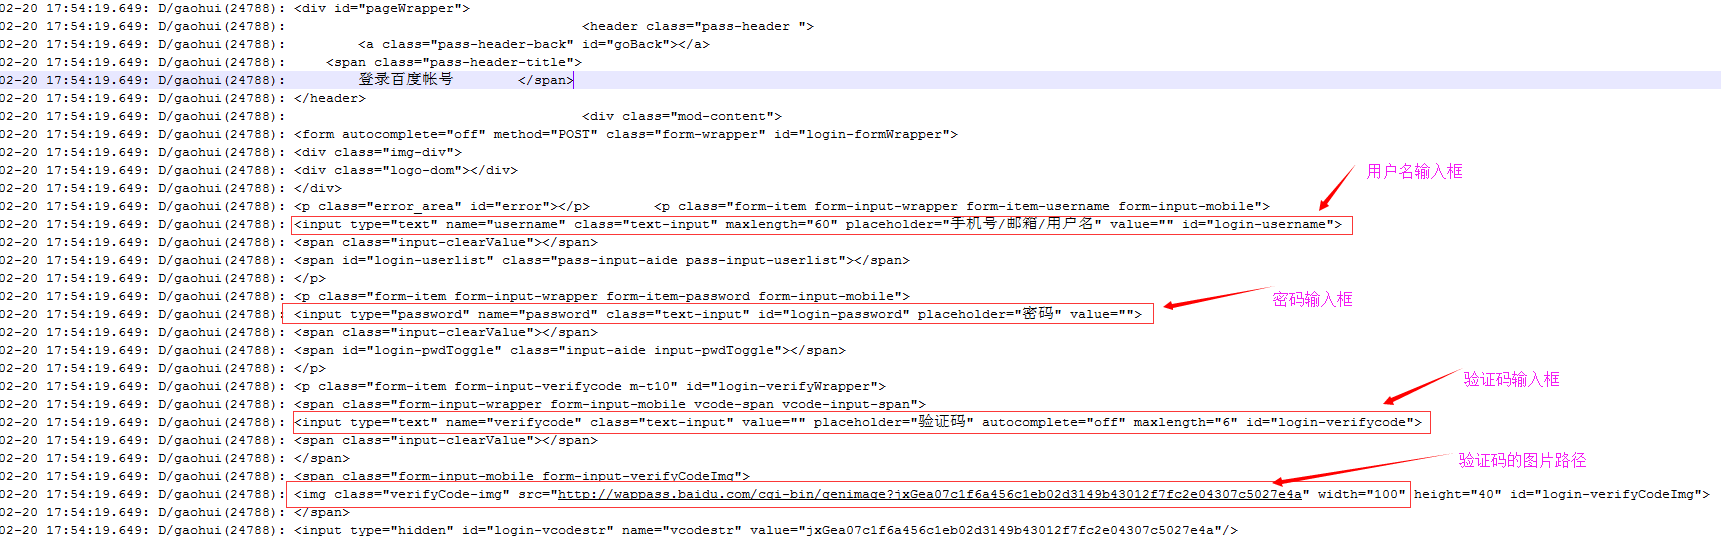 02-20 17:54:19.649: D/gaohui(24788): <div id="pageWrapper">
02-20 17:54:19.649: D/gaohui(24788): <header class="pass-header ">
02-20 17:54:19.649: D/gaohui(24788): <a class="pass-header-back" id="goBack"></a>
02-20 17:54:19.649: D/gaohui(24788): <span class="pass-header-title">
02-20 17:54:19.649: D/gaohui(24788): 登录百度帐号 </span>
02-20 17:54:19.649: D/gaohui(24788): </header>
02-20 17:54:19.649: D/gaohui(24788): <div class="mod-content">
02-20 17:54:19.649: D/gaohui(24788): <form autocomplete="off" method="POST" class="form-wrapper" id="login-formWrapper">
02-20 17:54:19.649: D/gaohui(24788): <div class="img-div">
02-20 17:54:19.649: D/gaohui(24788): <div class="logo-dom"></div>
用户名输入框
02-20 17:54:19.649: D/gaohui(24788): </div>
02-20 17:54:19.649: D/gaohui(24788): <p class="error_area" id="error"></p> <p class="form-item form-input-wrapper form-item-username form-input-mobile">
02-20 17:54:19.649: D/gaohui(24788): <input type="text" name="username" class="text-input" maxlength="60" placeholder="手机号/邮箱/用户名" value="" id="login-username">
02-20 17:54:19.649: D/gaohui(24788): <span class="input-clearValue"></span>
02-20 17:54:19.649: D/gaohui(24788): <span id="login-userlist" class="pass-input-aide pass-input-userlist"></span>
02-20 17:54:19.649: D/gaohui(24788): </p>
02-20 17:54:19.649: D/gaohui(24788): <p class="form-item form-input-wrapper form-item-password form-input-mobile">
密码输入框
02-20 17:54:19.649: D/gaohui(24788): <input type="password" name="password" class="text-input" id="login-password" placeholder="密码" value="">
02-20 17:54:19.649: D/gaohui(24788): <span class="input-clearValue"></span>
02-20 17:54:19.649: D/gaohui(24788): <span id="login-pwdToggle" class="input-aide input-pwdToggle"></span>
02-20 17:54:19.649: D/gaohui(24788): </p>
02-20 17:54:19.649: D/gaohui(24788): <p class="form-item form-input-verifycode m-t10" id="login-verifyWrapper">
验证码输入框
02-20 17:54:19.649: D/gaohui(24788): <span class="form-input-wrapper form-input-mobile vcode-span vcode-input-span">
02-20 17:54:19.649: D/gaohui(24788): <input type="text" name="verifycode" class="text-input" value="" placeholder="验证码" autocomplete="off" maxlength="6" id="login-verifycode">
02-20 17:54:19.649: D/gaohui(24788): <span class="input-clearValue"></span>
02-20 17:54:19.649: D/gaohui(24788): </span>
验证码的图片路径
02-20 17:54:19.649: D/gaohui(24788): <span class="form-input-mobile form-input-verifyCodeImg">
02-20 17:54:19.649: D/gaohui(24788): <img class="verifyCode-img" src="http://wappass.baidu.com/cgi-bin/genimage?jxGea07c1f6a456c1eb02d3149b43012f7fc2e04307c5027e4a" width="100" height="40" id="login-verifyCodeImg">
02-20 17:54:19.649: D/gaohui(24788): </span>
02-20 17:54:19.649: D/gaohui(24788): <input type="hidden" id="login-vcodestr" name="vcodestr" value="jxGea07c1f6a456c1eb02d3149b43012f7fc2e04307c5027e4a"/>